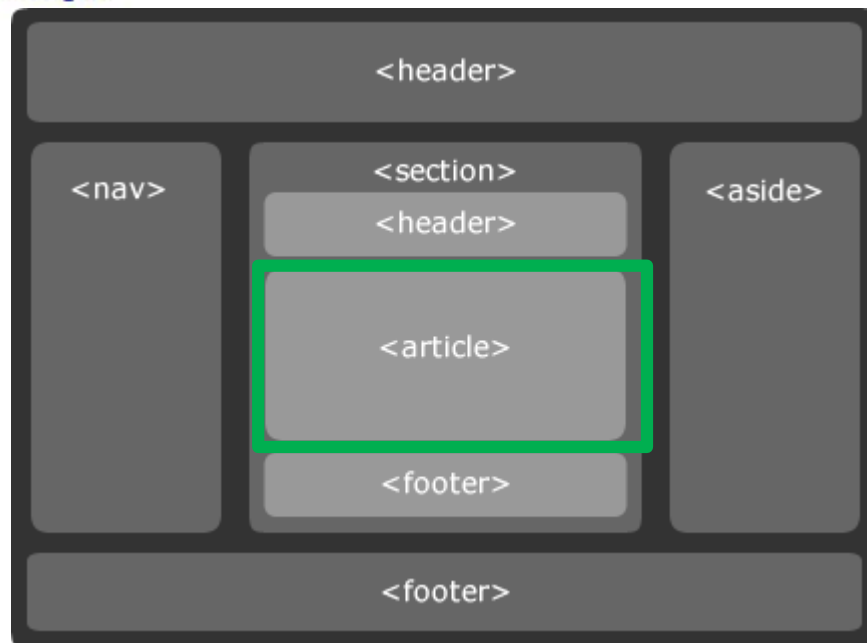 <header>
<nav>
<section>
<header>
<article>
<footer>
<aside>
<footer>